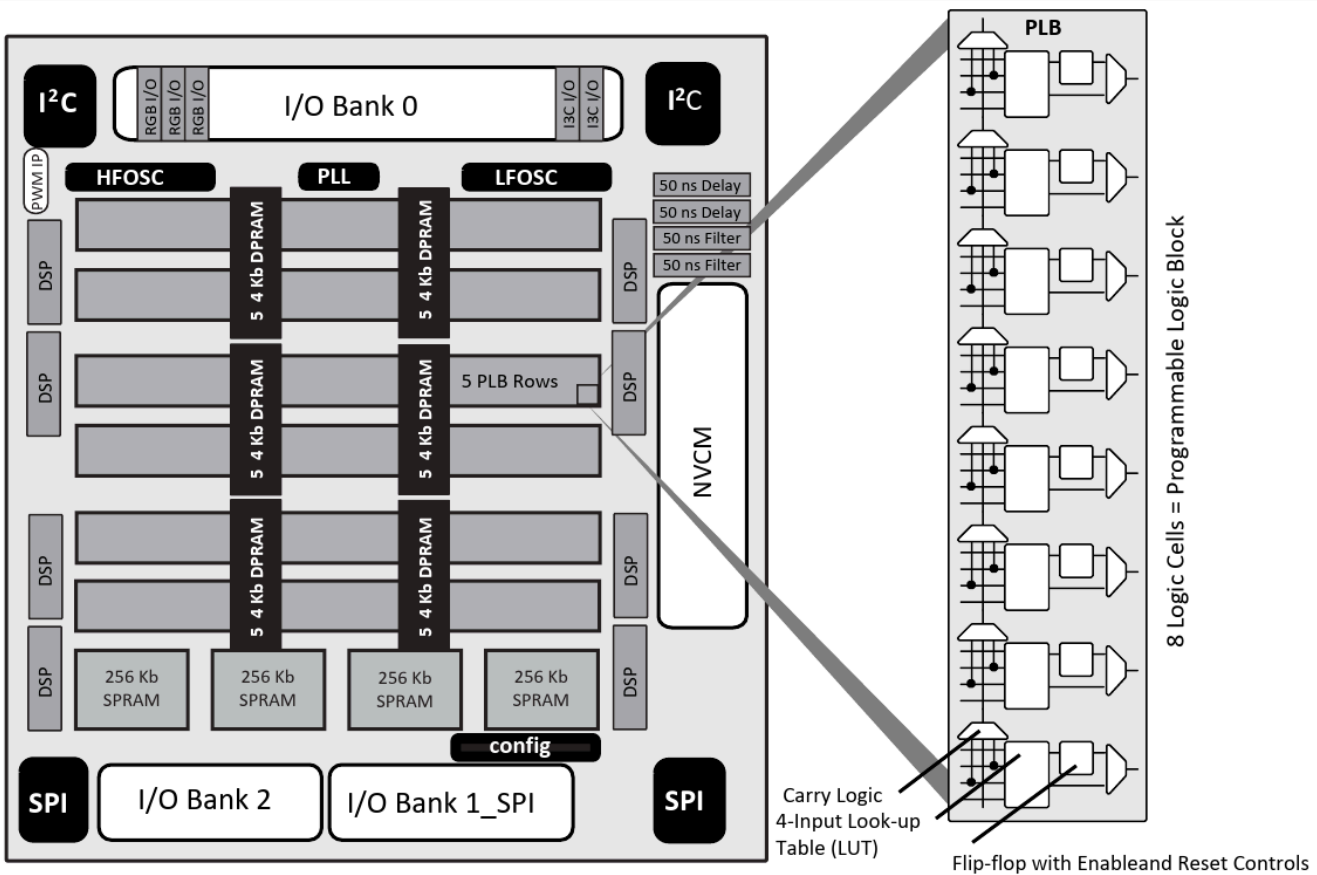 PLB
I²C
RGB I/O
RGB I/O
RGB I/O
I/O Bank 0
I3C I/O
I3C I/O
I²C
PWM IP
HFOSC
PLL
LFOSC
50 ns Delay
50 ns Delay
50 ns Filter
50 ns Filter
DSP
5 4 Kb DPRAM
5 4 Kb DPRAM
DSP
DSP
5 4 Kb DPRAM
5 4 Kb DPRAM
5 PLB Rows
DSP
NVCM
DSP
5 4 Kb DPRAM
5 4 Kb DPRAM
DSP
DSP
256 Kb
SPRAM
256 Kb
SPRAM
256 Kb
SPRAM
256 Kb
SPRAM
DSP
config
SPI
I/O Bank 2
I/O Bank 1_SPI
SPI
8 Logic Cells = Programmable Logic Block
Carry Logic
4-Input Look-up
Table (LUT)
Flip-flop with Enableand Reset Controls